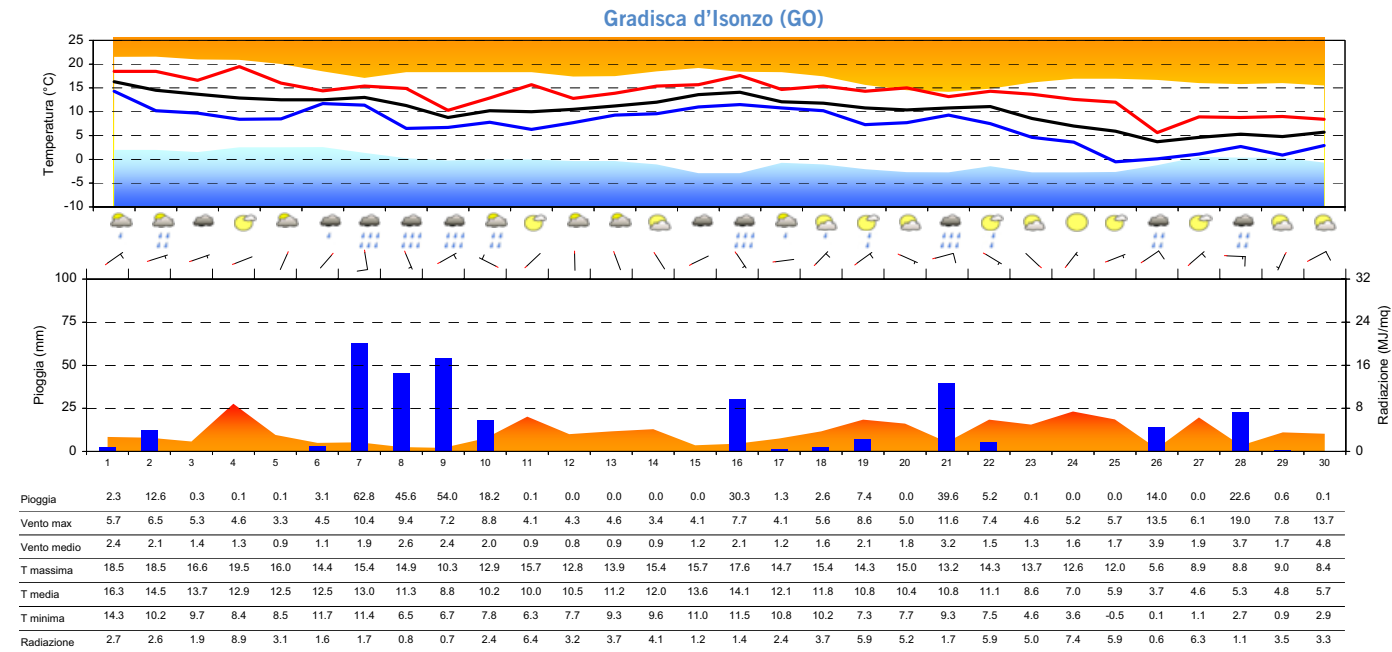 Gradisca d’Isonzo (GO)
25
20
15
10
5
0
-5
-10
Temperatura (°C)
100
75
50
25
0
Pioggia (mm)
32
24
16
8
0
Radiazione (MJ/mq)
1 2 3 4 5 6 7 8 9 10 11 12 13 14 15 16 17 18 19 20 21 22 23 24 25 26 27 28 29 30
Pioggia 2.3 12.6 0.3 0.1 0.1 3.1 62.8 45.6 54.0 18.2 0.1 0.0 0.0 0.0 0.0 30.3 1.3 2.6 7.4 0.0 39.6 5.2 0.1 0.0 0.0 14.0 0.0 22.6 0.6 0.1
Vento max 5.7 6.5 5.3 4.6 3.3 4.5 10.4 9.4 7.2 8.8 4.1 4.3 4.6 3.4 4.1 7.7 4.1 5.6 8.6 5.0 11.6 7.4 4.6 5.2 5.7 13.5 6.1 19.0 7.8 13.7
Vento medio 2.4 2.1 1.4 1.3 0.9 1.1 1.9 2.6 2.4 2.0 0.9 0.8 0.9 0.9 1.2 2.1 1.2 1.6 2.1 1.8 3.2 1.5 1.3 1.6 1.7 3.9 1.9 3.7 1.7 4.8
T massima 18.5 18.5 16.6 19.5 16.0 14.4 15.4 14.9 10.3 12.9 15.7 12.8 13.9 15.4 15.7 17.6 14.7 15.4 14.3 15.0 13.2 14.3 13.7 12.6 12.0 5.6 8.9 8.8 9.0 8.4
T media 16.3 14.5 13.7 12.9 12.5 12.5 13.0 11.3 8.8 10.2 10.0 10.5 11.2 12.0 13.6 14.1 12.1 11.8 10.8 10.4 10.8 11.1 8.6 7.0 5.9 3.7 4.6 5.3 4.8 5.7
T minima 14.3 10.2 9.7 8.4 8.5 11.7 11.4 6.5 6.7 7.8 6.3 7.7 9.3 9.6 11.0 11.5 10.8 10.2 7.3 7.7 9.3 7.5 4.6 3.6 -0.5 0.1 1.1 2.7 0.9 2.9
Radiazione 2.7 2.6 1.9 8.9 3.1 1.6 1.7 0.8 0.7 2.4 6.4 3.2 3.7 4.1 1.2 1.4 2.4 3.7 5.9 5.2 1.7 5.9 5.0 7.4 5.9 0.6 6.3 1.1 3.5 3.3